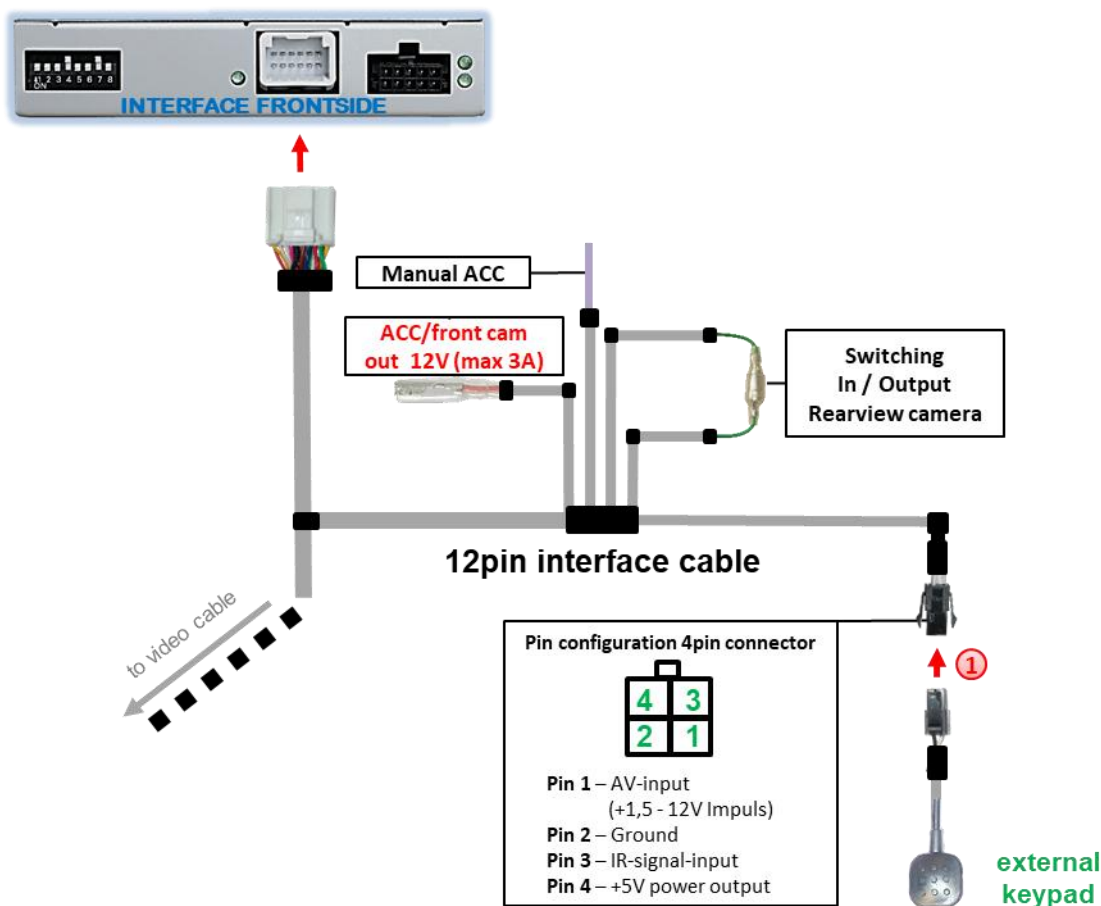 1 2 3 4 5 6 7 8
ON
INTERFACE FRONTSIDE
Manual ACC
ACC/front cam
out 12V (max 3A)
Switching
In / Output
Rearview camera
12pin interface cable
to video cable
Pin configuration 4pin connector
4 3
2 1
Pin 1 – AV-input
(+1,5 - 12V Impuls)
Pin 2 – Ground
Pin 3 – IR-signal-input
Pin 4 – +5V power output
1
external
keypad